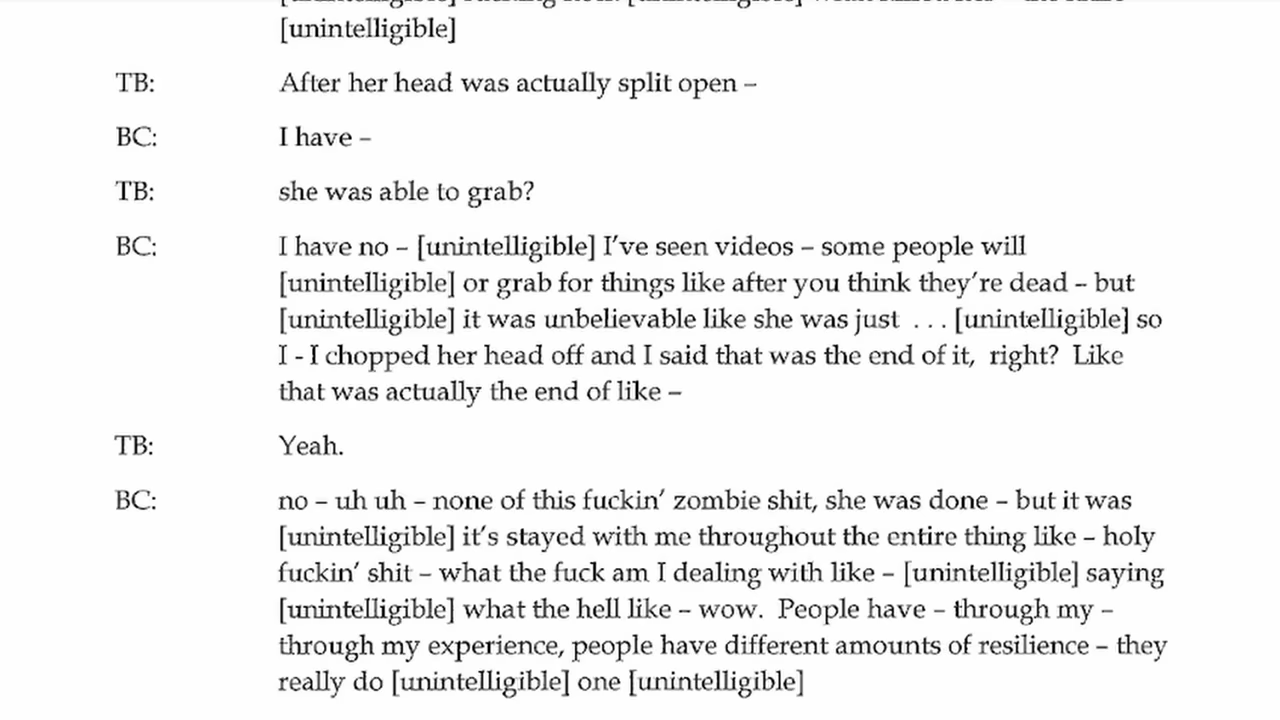 [unintelligible]
TB: After her head was actually split open –
BC: I have –
TB: she was able to grab?
BC: I have no – [unintelligible] I've seen videos – some people will
[unintelligible] or grab for things like after you think they're dead – but
[unintelligible] it was unbelievable like she was just . . . [unintelligible] so
I - I chopped her head off and I said that was the end of it, right? Like
that was actually the end of like –
TB: Yeah.
BC: no – uh uh – none of this fuckin' zombie shit, she was done – but it was
[unintelligible] it's stayed with me throughout the entire thing like – holy
fuckin' shit – what the fuck am I dealing with like – [unintelligible] saying
[unintelligible] what the hell like – wow. People have – through my –
through my experience, people have different amounts of resilience – they
really do [unintelligible] one [unintelligible]